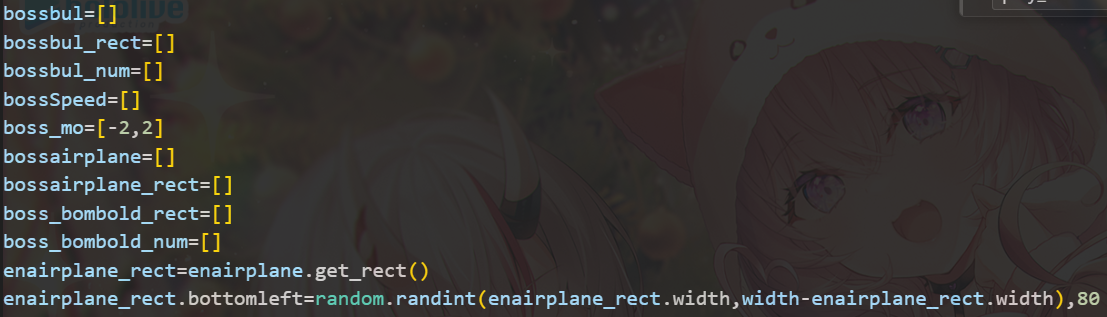 bossbul=[]
bossbul_rect=[]
bossbul_num=[]
bossSpeed=[]
boss_mo=[-2,2]
bossairplane=[]
bossairplane_rect=[]
boss_bombold_rect=[]
boss_bombold_num=[]
enairplane_rect=enairplane.get_rect()
enairplane_rect.bottomleft=random.randint(enairplane_rect.width,width-enairplane_rect.width),80